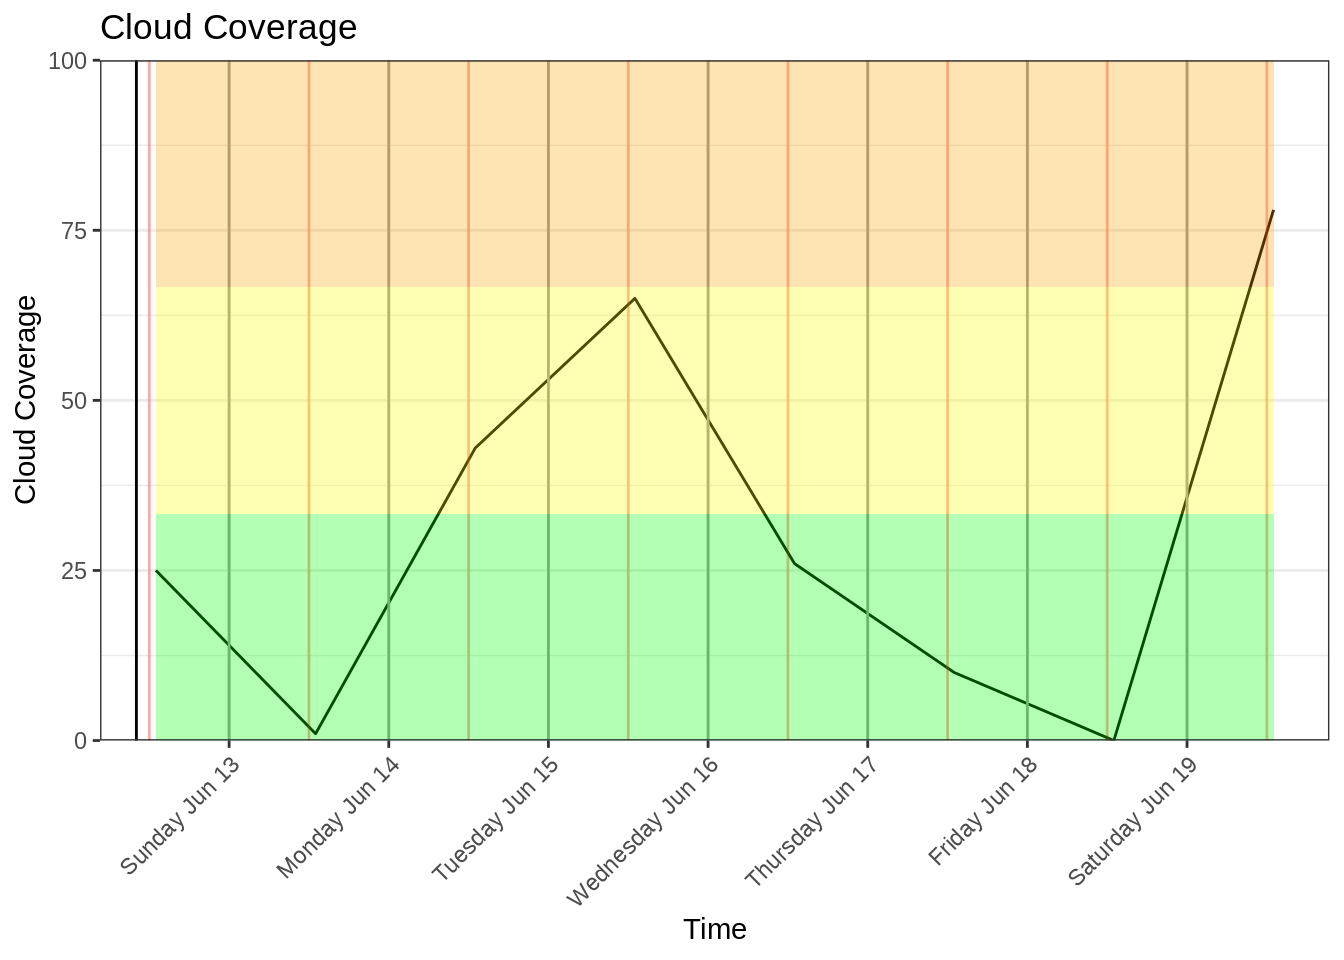 Cloud Coverage
100
75
50
25
0
Cloud Coverage
Sunday Jun 13
Monday Jun 14
Tuesday Jun 15
Wednesday Jun 16
Thursday Jun 17
Friday Jun 18
Saturday Jun 19
Time